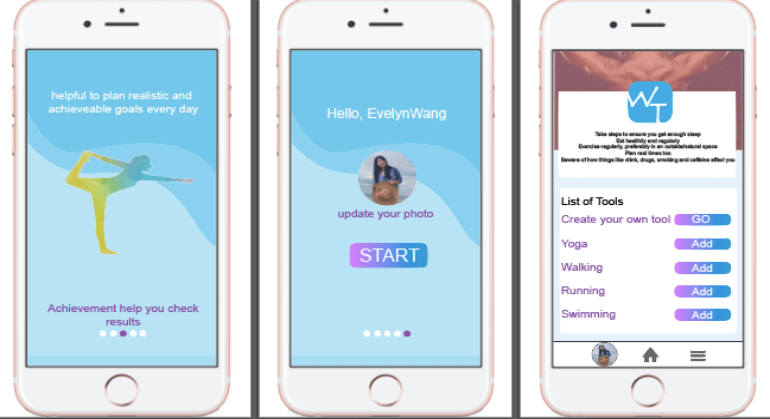 helpful to plan realistic and
achieveable goals every day
Achievement help you check
results
Hello, EvelynWang
update your photo
START
WT
Take steps to ensure you get enough sleep
Eat healthily and regularly
Exercise regularly, preferably in an outside/natural space
Plan rest times too
Beware of how things like drink, drugs, smoking and caffeine affect you
List of Tools
Create your own tool GO
Yoga Add
Walking Add
Running Add
Swimming Add